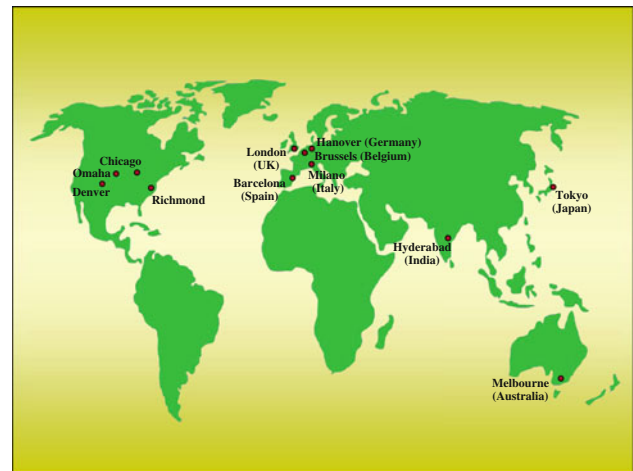 Chicago
Omaha
Denver
Richmond
London
(UK)
Hanover (Germany)
Brussels (Belgium)
Milano
(Italy)
Barcelona
(Spain)
Tokyo
(Japan)
Hyderabad
(India)
Melbourne
(Australia)